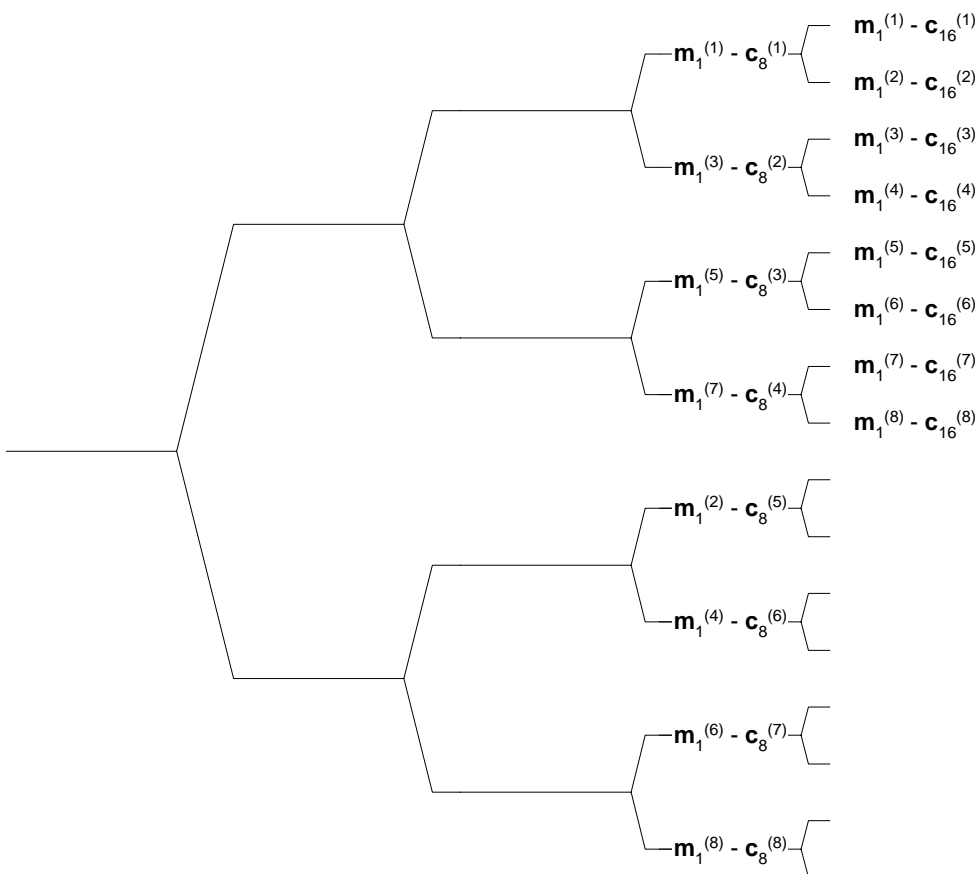 m₁⁽¹⁾ - c₁₆⁽¹⁾
m₁⁽¹⁾ - c₈⁽¹⁾
m₁⁽²⁾ - c₁₆⁽²⁾
m₁⁽³⁾ - c₁₆⁽³⁾
m₁⁽³⁾ - c₈⁽²⁾
m₁⁽⁴⁾ - c₁₆⁽⁴⁾
m₁⁽⁵⁾ - c₁₆⁽⁵⁾
m₁⁽⁵⁾ - c₈⁽³⁾
m₁⁽⁶⁾ - c₁₆⁽⁶⁾
m₁⁽⁷⁾ - c₁₆⁽⁷⁾
m₁⁽⁷⁾ - c₈⁽⁴⁾
m₁⁽⁸⁾ - c₁₆⁽⁸⁾
m₁⁽²⁾ - c₈⁽⁵⁾
m₁⁽⁴⁾ - c₈⁽⁶⁾
m₁⁽⁶⁾ - c₈⁽⁷⁾
m₁⁽⁸⁾ - c₈⁽⁸⁾